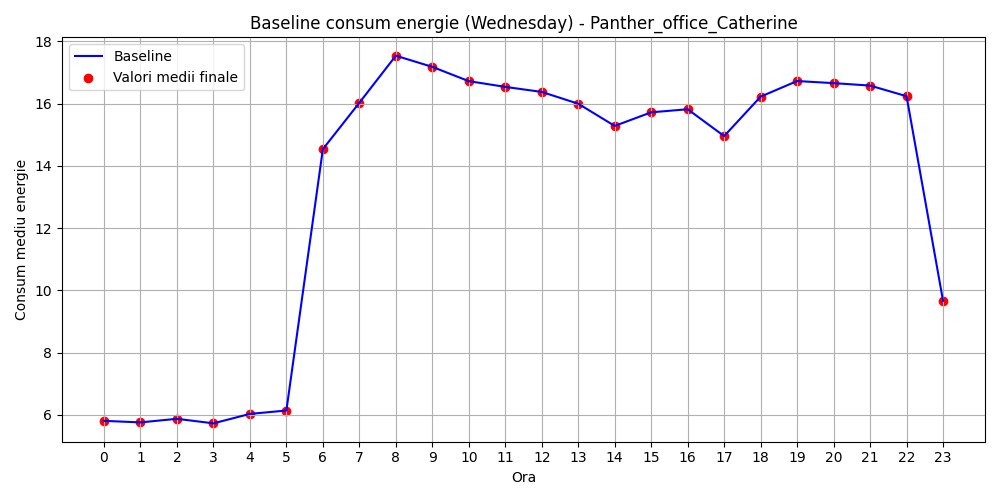 Baseline consum energie (Wednesday) - Panther_office_Catherine
Baseline
Valori medii finale
Consum mediu energie
18
16
14
12
10
8
6
0 1 2 3 4 5 6 7 8 9 10 11 12 13 14 15 16 17 18 19 20 21 22 23
Ora